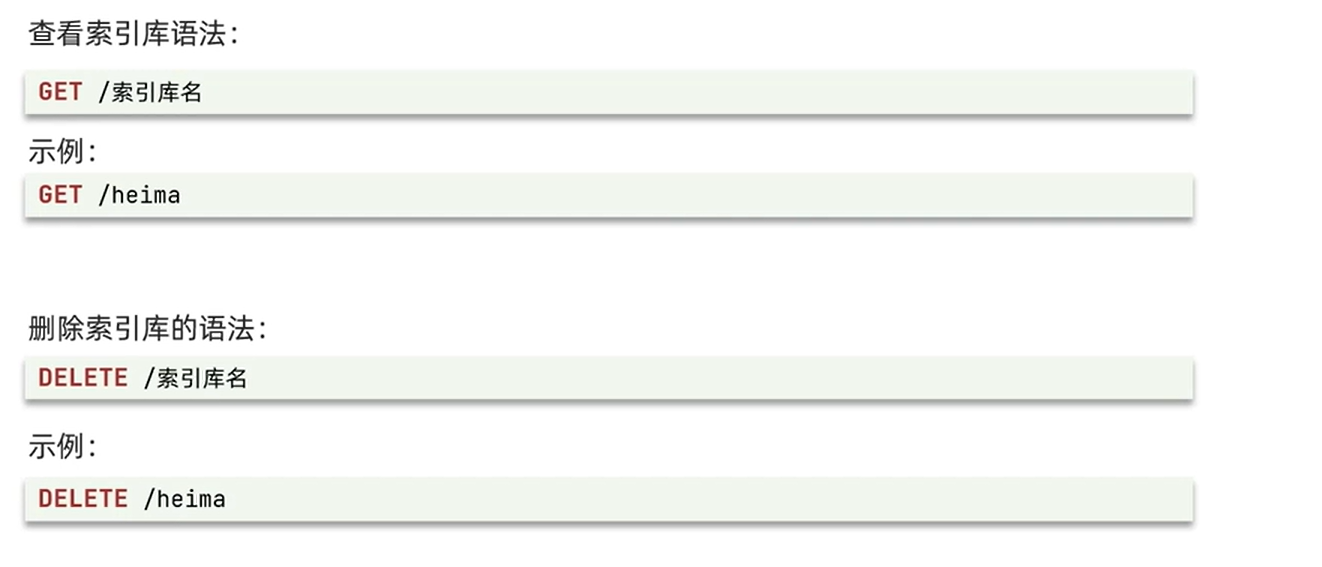 查看索引库语法：
GET /索引库名
示例：
GET /heima
删除索引库的语法：
DELETE /索引库名
示例：
DELETE /heima